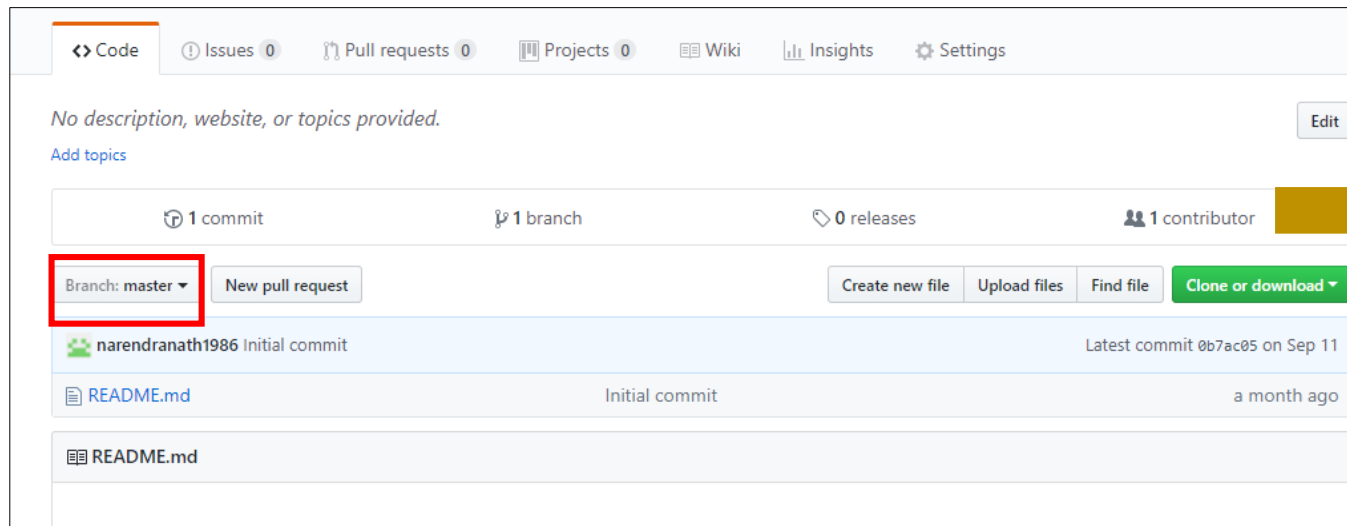 Code Issues 0 Pull requests 0 Projects 0 Wiki Insights Settings
No description, website, or topics provided. Edit
Add topics
1 commit 1 branch 0 releases 1 contributor
Branch: master New pull request Create new file Upload files Find file Clone or download
narendranath1986 Initial commit Latest commit 0b7ac05 on Sep 11
README.md Initial commit a month ago
README.md